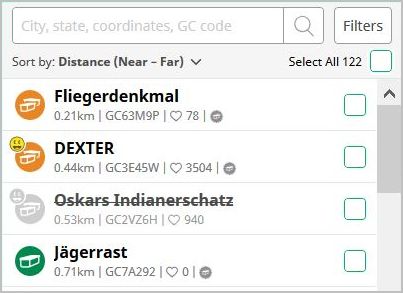 City, state, coordinates, GC code
Filters
Sort by: Distance (Near – Far)
Select All 122
Fliegerdenkmal
0.21km | GC63M9P | 78 |
DEXTER
0.44km | GC3E45W | 3504 |
Oskars Indianerschatz
0.53km | GC2VZ6H | 940
Jägerrast
0.71km | GC7A292 | 0 |